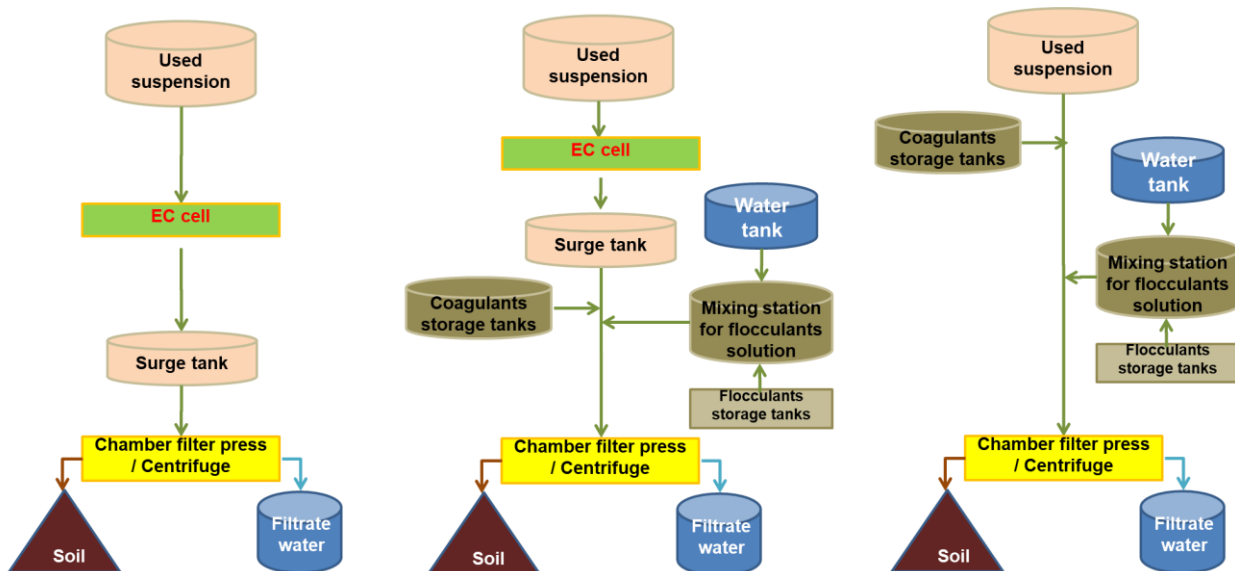 Used
suspension
EC cell
Surge tank
Chamber filter press
/ Centrifuge
Soil
Filtrate
water
Used
suspension
EC cell
Surge tank
Water
tank
Coagulants
storage tanks
Mixing station
for flocculants
solution
Flocculants
storage tanks
Chamber filter press
/ Centrifuge
Soil
Filtrate
water
Used
suspension
Coagulants
storage tanks
Water
tank
Mixing station
for flocculants
solution
Flocculants
storage tanks
Chamber filter press
/ Centrifuge
Soil
Filtrate
water